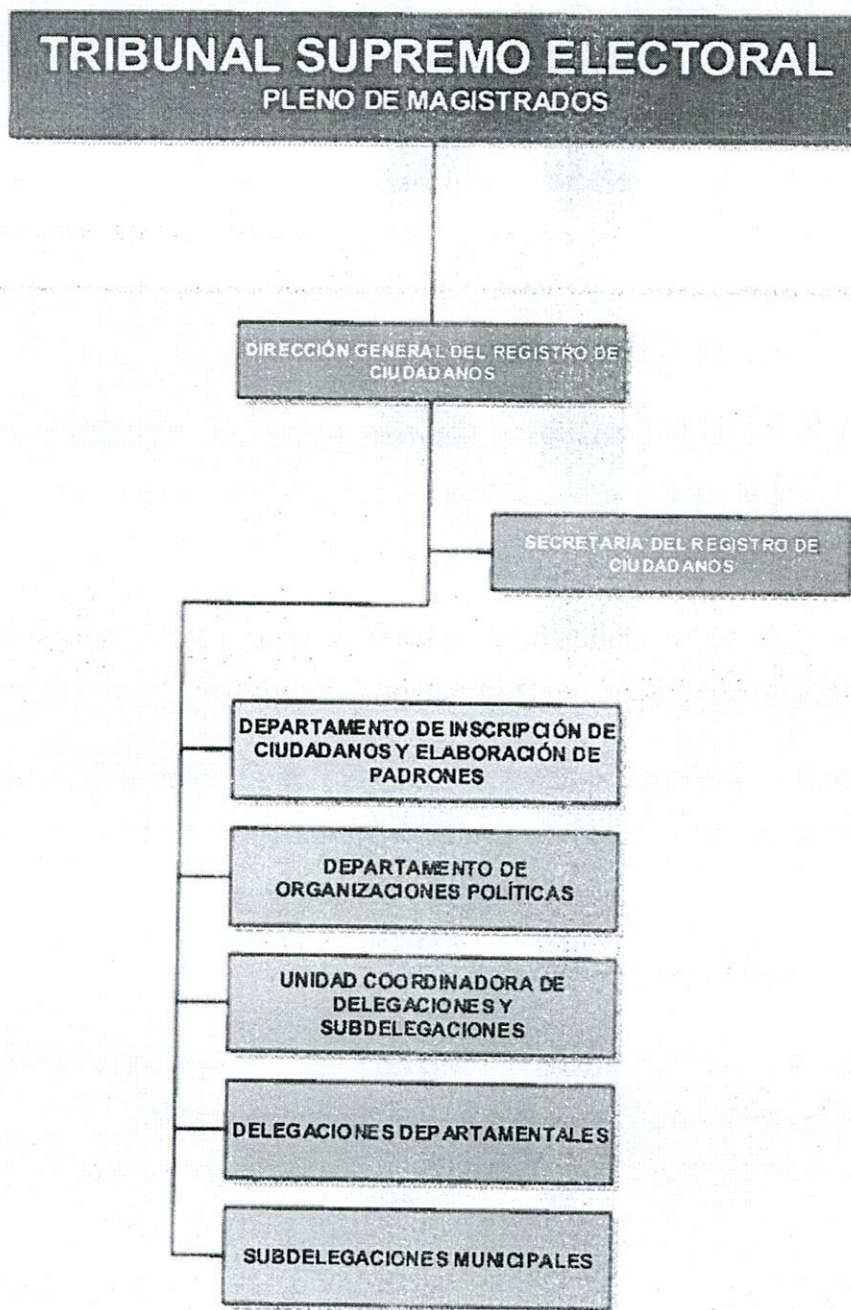 TRIBUNAL SUPREMO ELECTORAL
PLENO DE MAGISTRADOS
DIRECCIÓN GENERAL DEL REGISTRO DE
CIUDADANOS
SECRETARÍA DEL REGISTRO DE
CIUDADANOS
DEPARTAMENTO DE INSCRIPCIÓN DE
CIUDADANOS Y ELABORACIÓN DE
PADRONES
DEPARTAMENTO DE
ORGANIZACIONES POLÍTICAS
UNIDAD COORDINADORA DE
DELEGACIONES Y
SUBDELEGACIONES
DELEGACIONES DEPARTAMENTALES
SUBDELEGACIONES MUNICIPALES